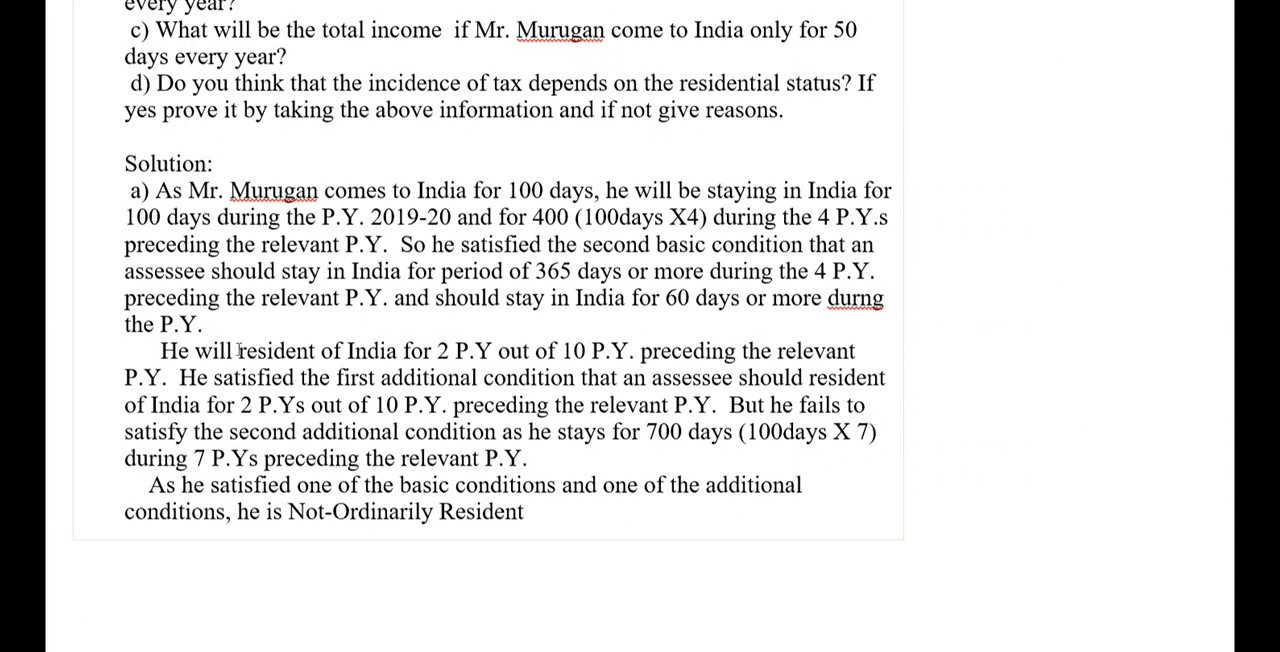 every year?
c) What will be the total income if Mr. Murugan come to India only for 50
days every year?
d) Do you think that the incidence of tax depends on the residential status? If
yes prove it by taking the above information and if not give reasons.
Solution:
a) As Mr. Murugan comes to India for 100 days, he will be staying in India for
100 days during the P.Y. 2019-20 and for 400 (100days X4) during the 4 P.Y.s
preceding the relevant P.Y. So he satisfied the second basic condition that an
assessee should stay in India for period of 365 days or more during the 4 P.Y.
preceding the relevant P.Y. and should stay in India for 60 days or more durng
the P.Y.
He will resident of India for 2 P.Y out of 10 P.Y. preceding the relevant
P.Y. He satisfied the first additional condition that an assessee should resident
of India for 2 P.Ys out of 10 P.Y. preceding the relevant P.Y. But he fails to
satisfy the second additional condition as he stays for 700 days (100days X 7)
during 7 P.Ys preceding the relevant P.Y.
As he satisfied one of the basic conditions and one of the additional
conditions, he is Not-Ordinarily Resident